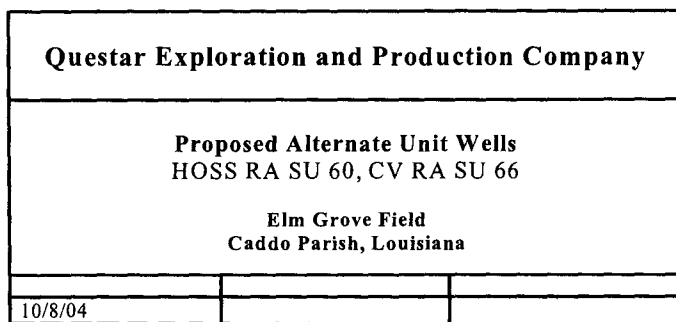 Questar Exploration and Production Company
Proposed Alternate Unit Wells
HOSS RA SU 60, CV RA SU 66
Elm Grove Field
Caddo Parish, Louisiana
10/8/04